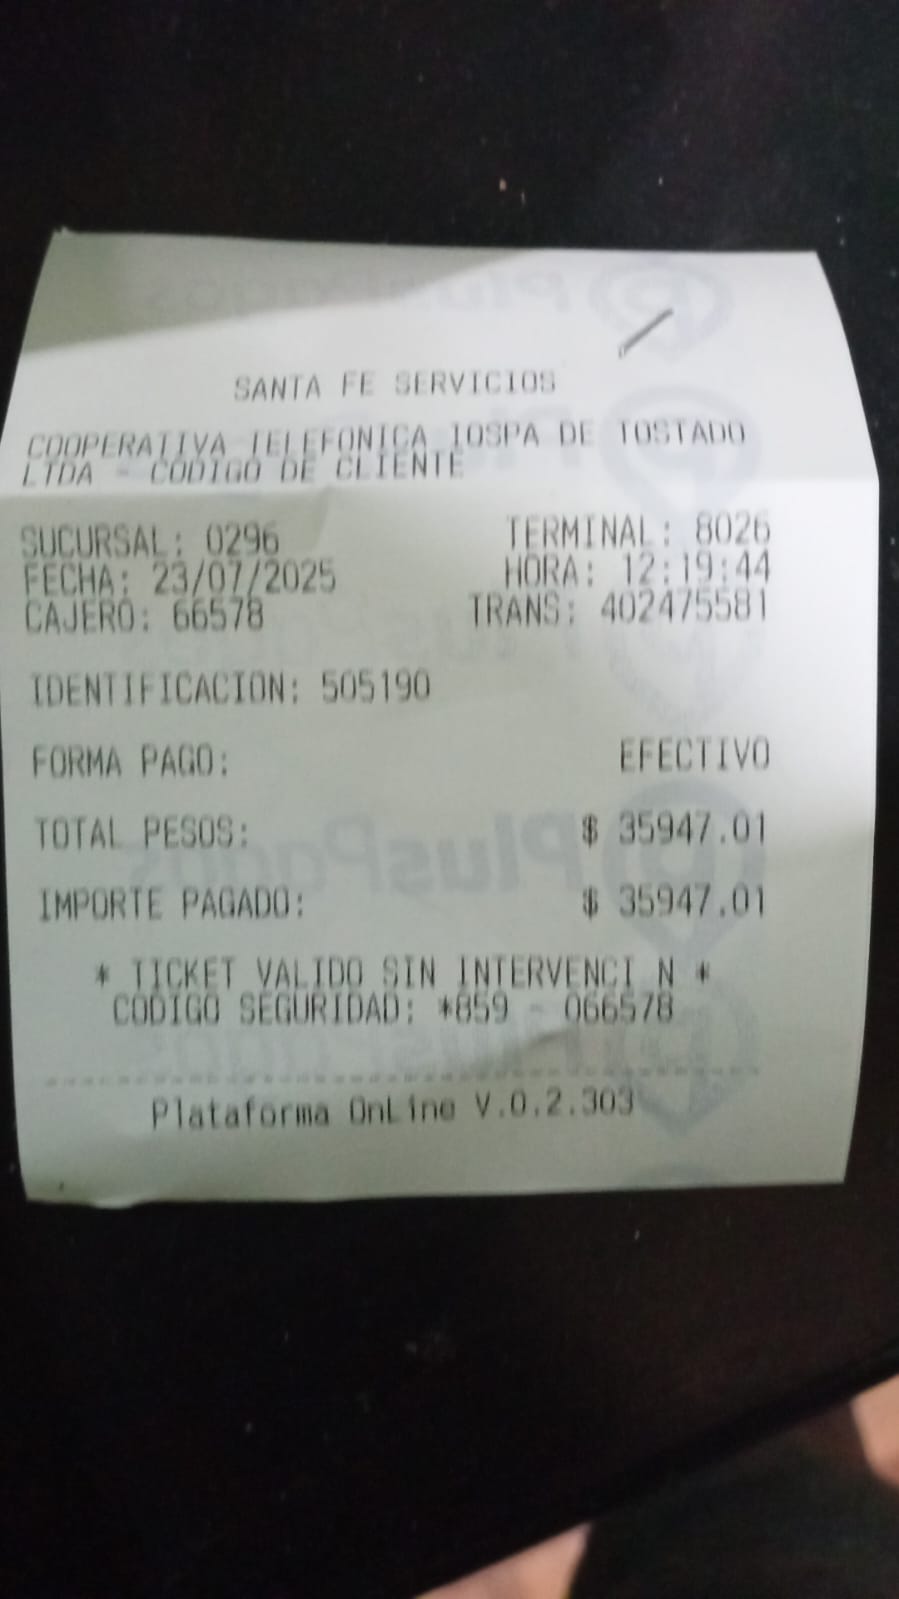 SANTA FE SERVICIOS
COOPERATIVA TELEFONICA IOSPA DE TOSTADO
LTDA - CODIGO DE CLIENTE
SUCURSAL: 0296 TERMINAL: 8026
FECHA: 23/07/2025 HORA: 12:19:44
CAJERO: 66578 TRANS: 402475581
IDENTIFICACION: 505190
FORMA PAGO: EFECTIVO
TOTAL PESOS: $ 35947.01
IMPORTE PAGADO: $ 35947.01
* TICKET VALIDO SIN INTERVENCI N *
CODIGO SEGURIDAD: *859 - 066578
Plataforma OnLine V.0.2.303
PlusPagos